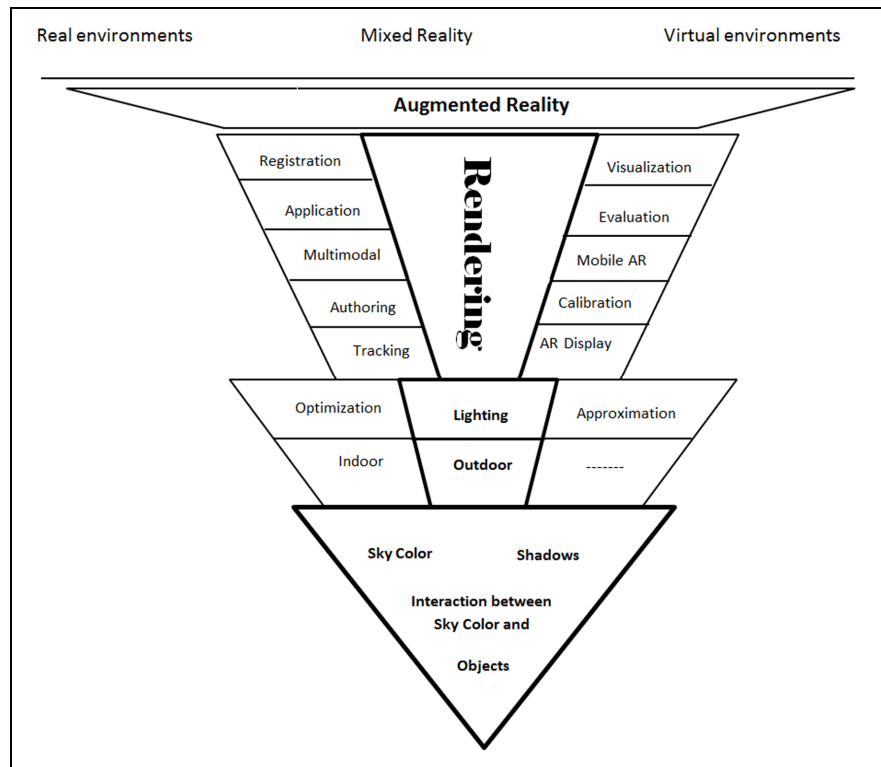 Real environments
Mixed Reality
Virtual environments
Augmented Reality
Registration
Application
Multimodal
Authoring
Tracking
Rendering
Visualization
Evaluation
Mobile AR
Calibration
AR Display
Optimization
Lighting
Approximation
Indoor
Outdoor
-------
Sky Color
Shadows
Interaction between
Sky Color and
Objects